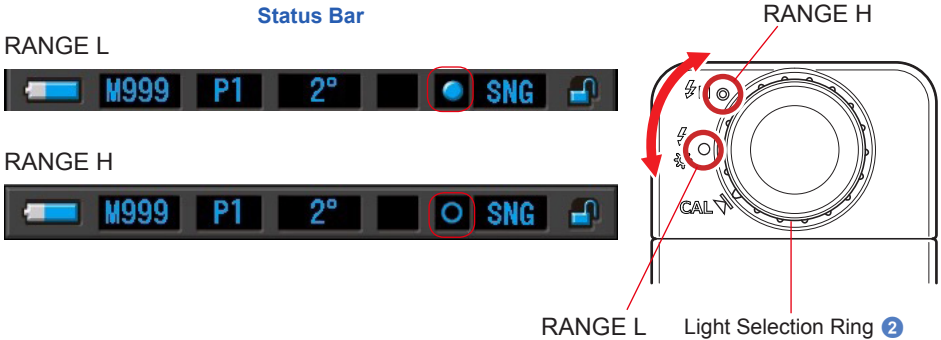 Status Bar
RANGE H
RANGE L
M999 P1 2° SNG
RANGE H
M999 P1 2° SNG
CAL
RANGE L
Light Selection Ring 2